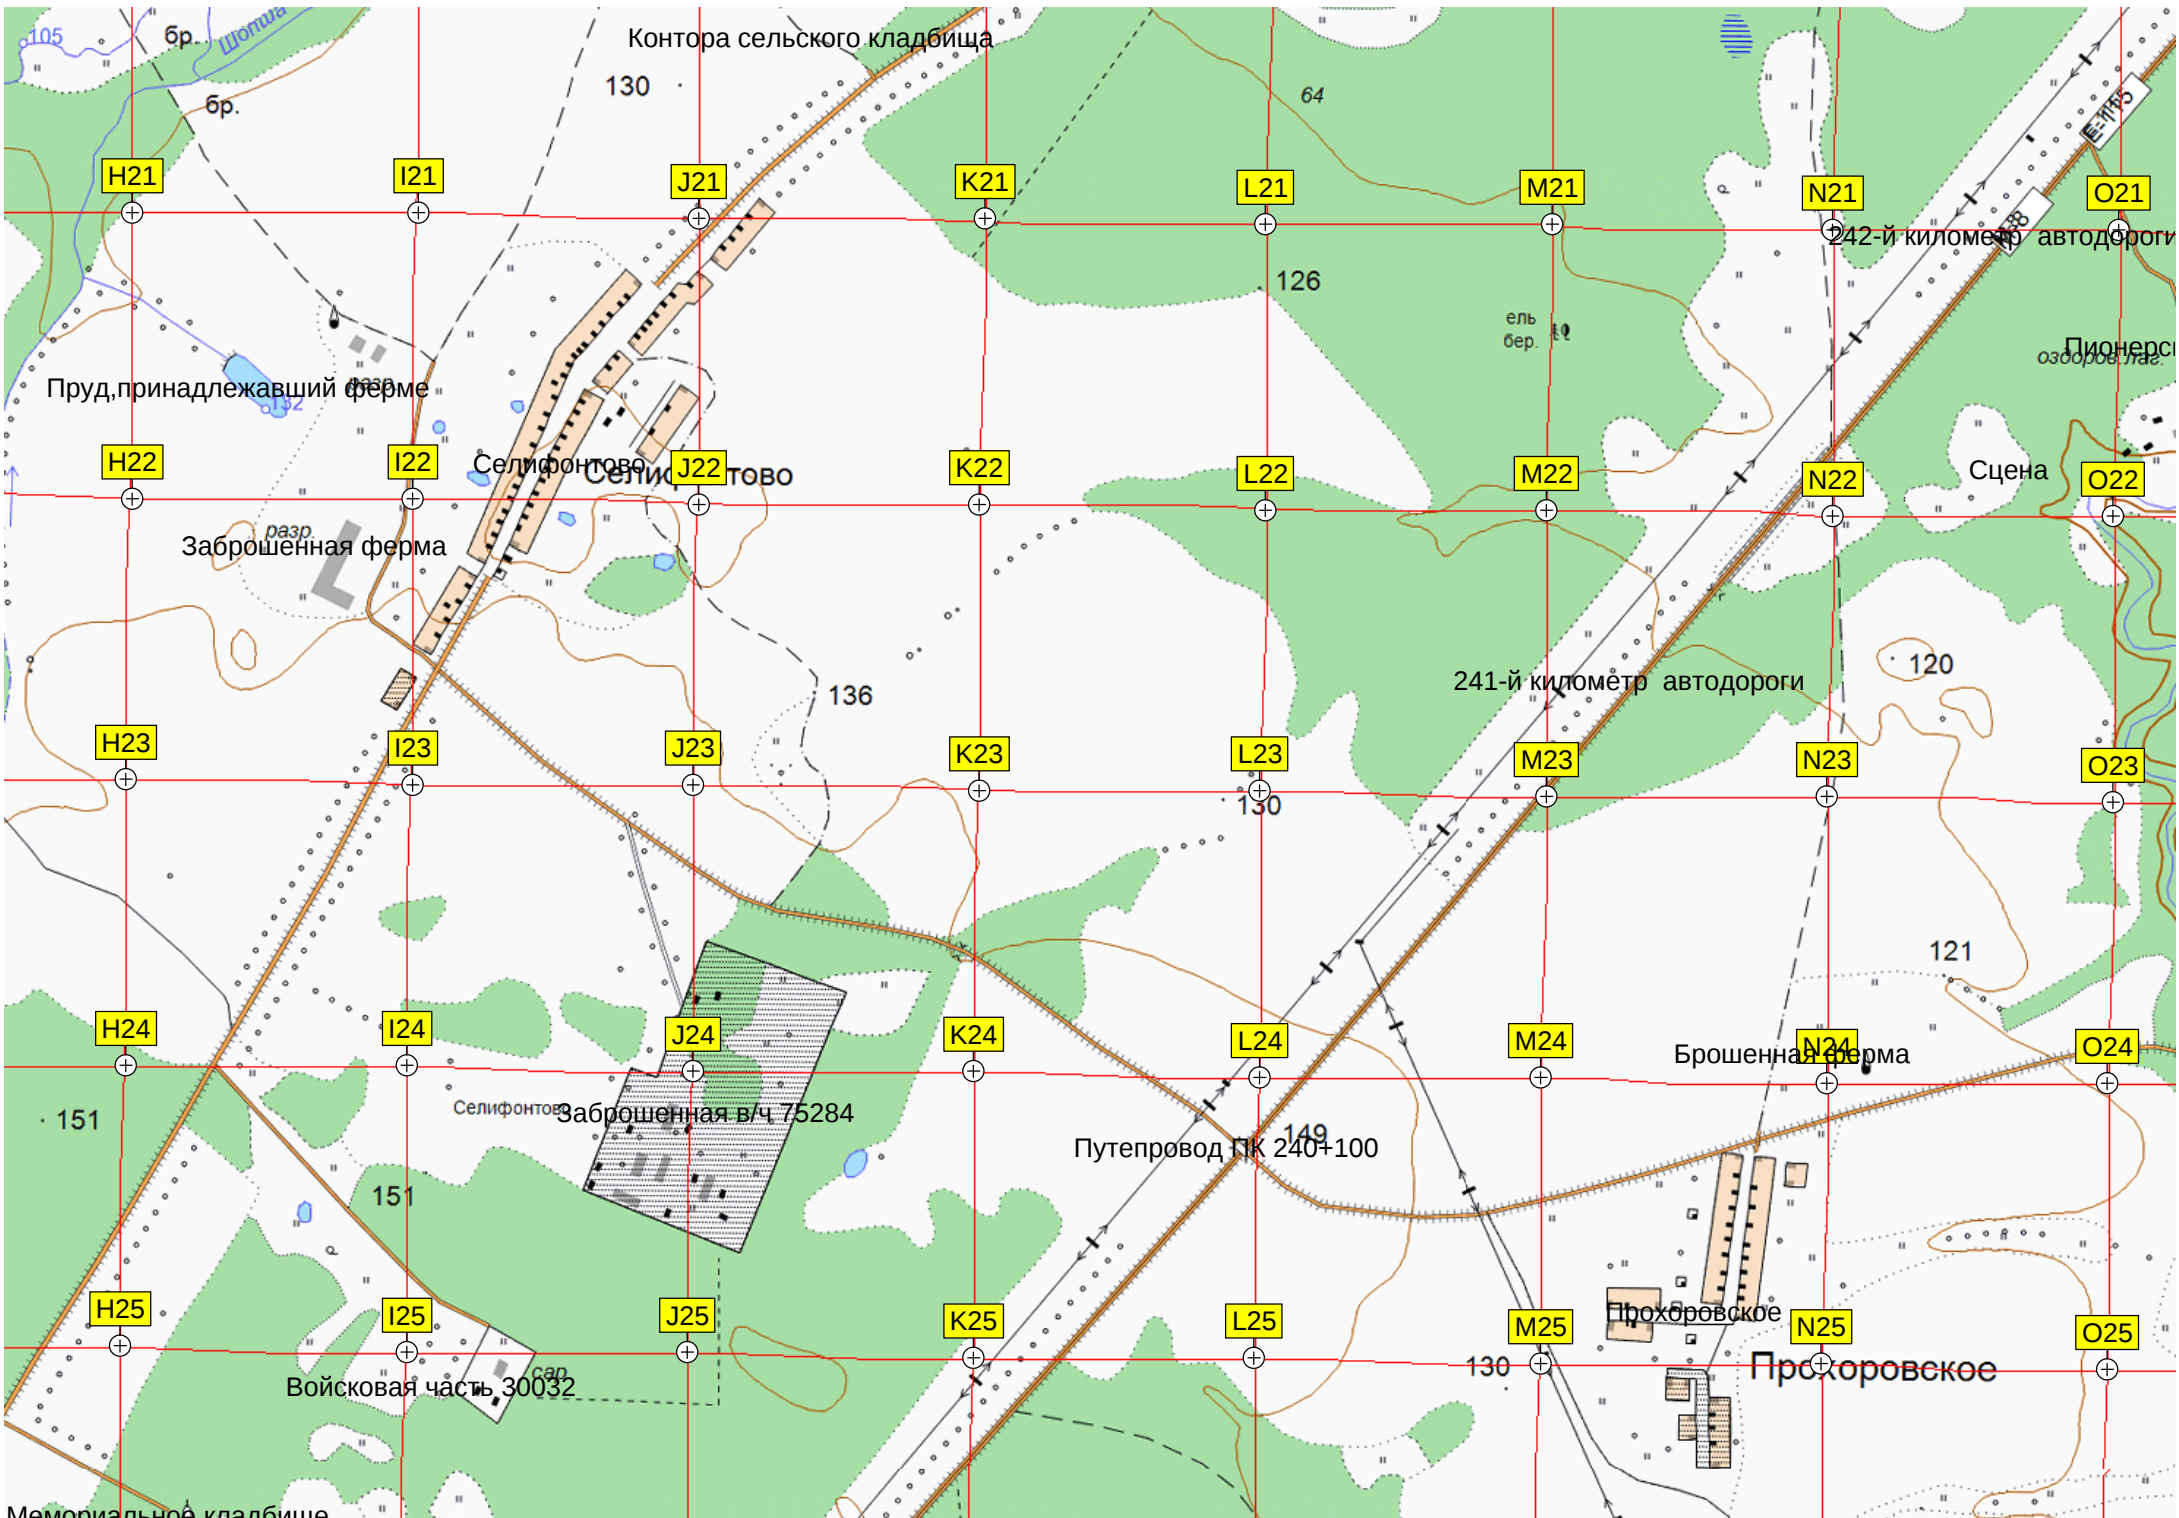 105
бр.
Шопша
Контора сельского кладбища
130
64
бр.
Е-115
H21
I21
J21
K21
L21
M21
N21
O21
242-й километр автодороги
126
ель
бер.
Пионерс
оздоров.лаг.
Пруд,принадлежавший ферме
разр.
132
H22
I22
Селифонтово
Селифонтово
J22
K22
L22
M22
N22
Сцена
O22
разр.
Заброшенная ферма
136
241-й километр автодороги
120
H23
I23
J23
K23
L23
M23
N23
O23
130
121
H24
I24
J24
K24
L24
M24
Брошенная ферма
N24
O24
151
Селифонтово
Заброшенная в/ч 75284
149
Путепровод ПК 240+100
151
H25
I25
J25
K25
L25
M25
Прохоровское
N25
O25
130
Прохоровское
сар.
Войсковая часть 30032
Мемориальное кладбище